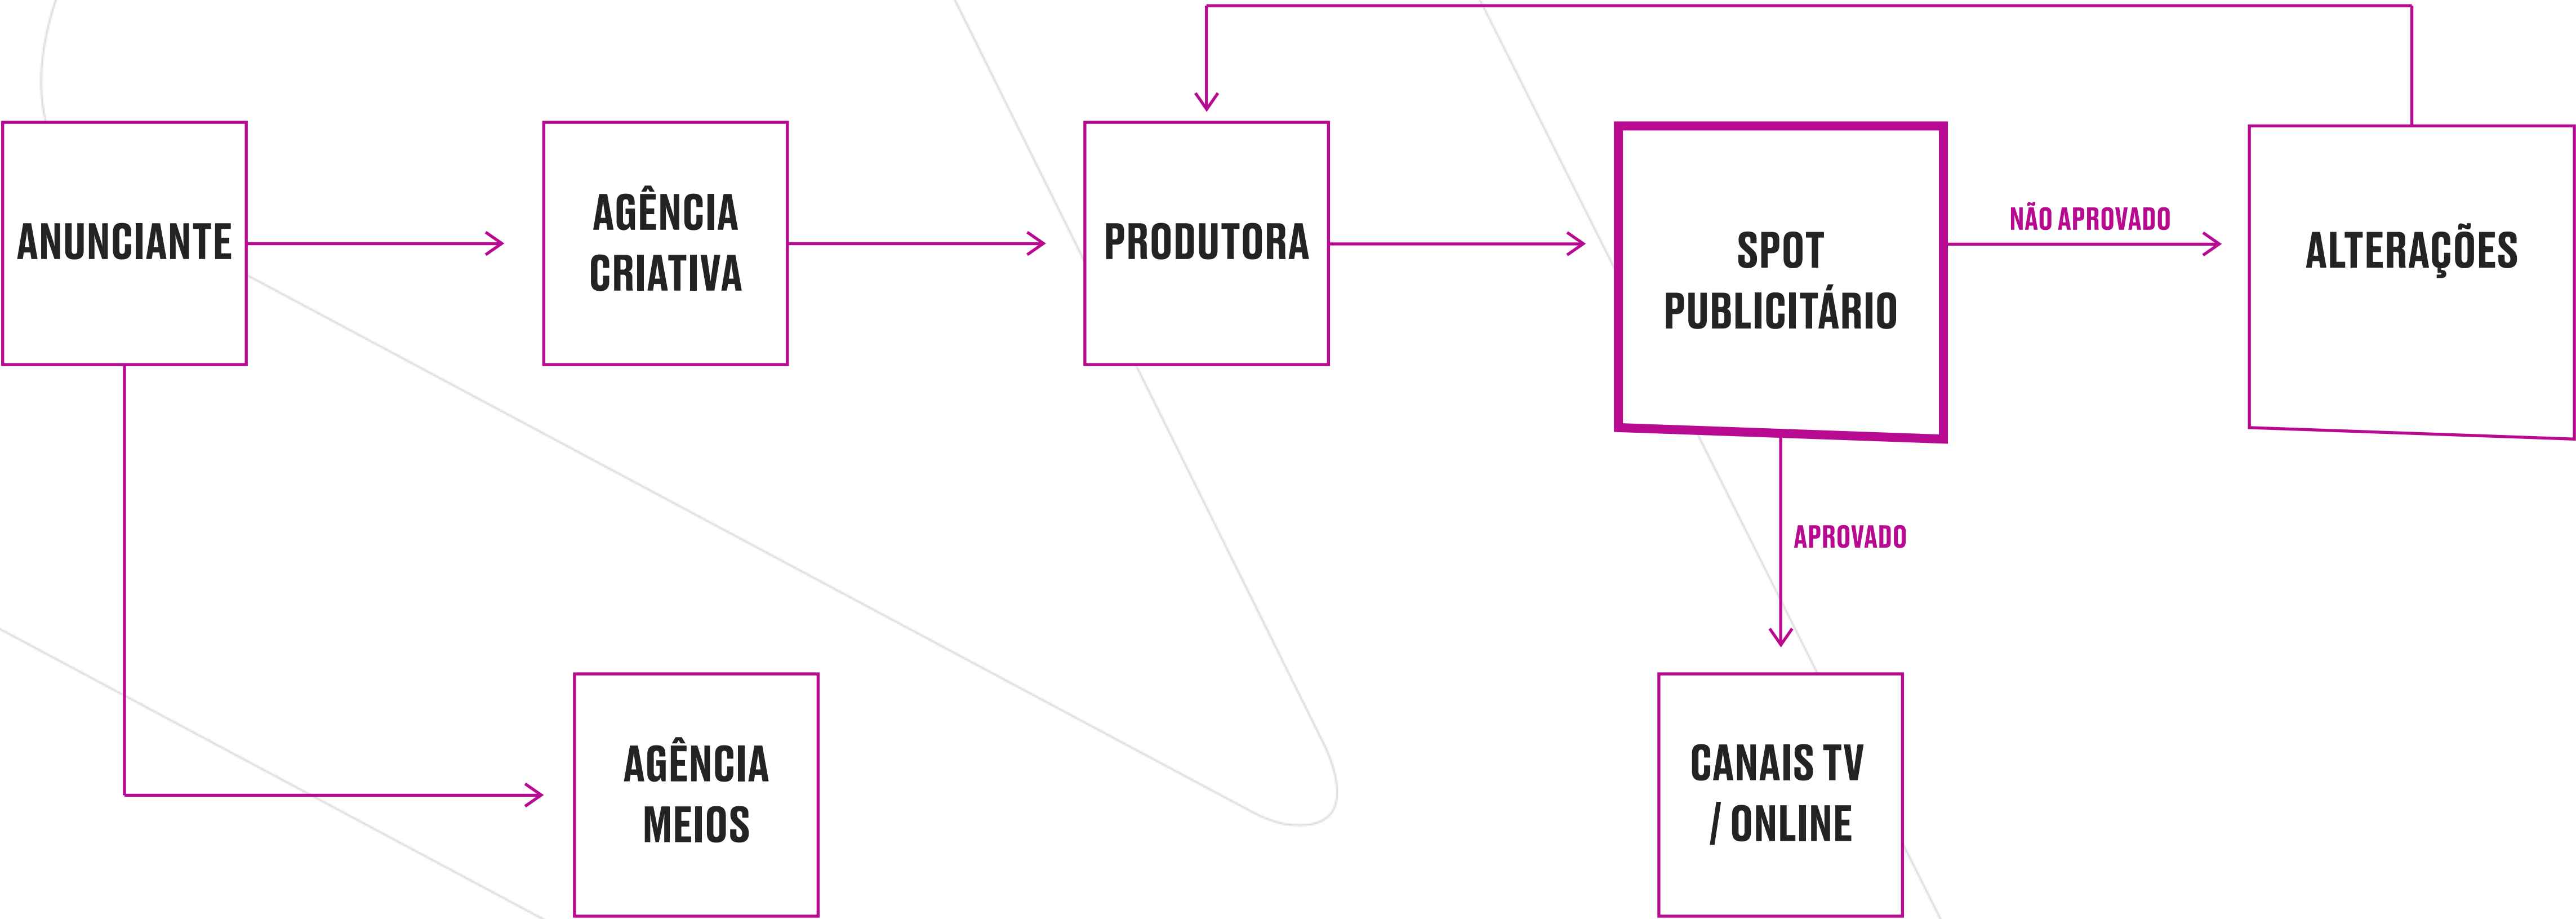 ANUNCIANTE
AGÊNCIA
CRIATIVA
PRODUTORA
SPOT
PUBLICITÁRIO
NÃO APROVADO
ALTERAÇÕES
APROVADO
AGÊNCIA
MEIOS
CANAIS TV
/ ONLINE